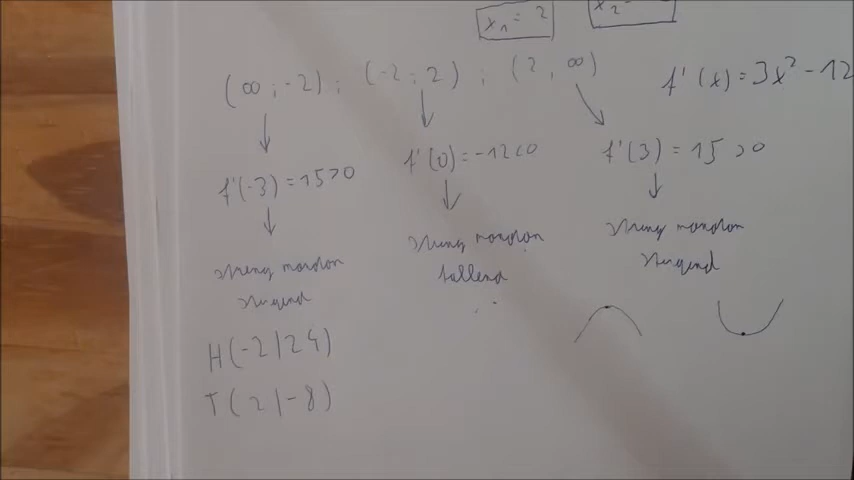 x₁ = 2
x₂ =
(∞ ; -2) ; (-2 ; 2) ; (2 , ∞)
f'(x) = 3x² - 12
f'(-3) = 15 > 0
f'(0) = -12 < 0
f'(3) = 15 > 0
streng monoton
steigend
streng monoton
fallend
streng monoton
steigend
H(-2|24)
T(2|-8)